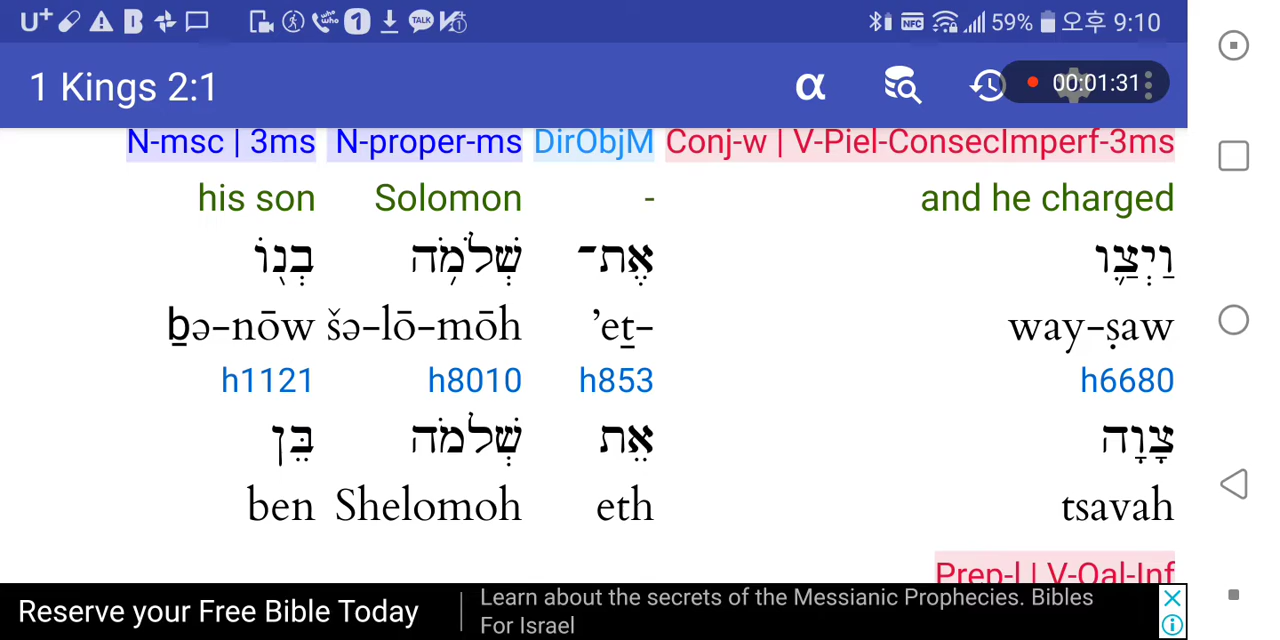 U+ 1 TALK NFC 59% 오후 9:10
1 Kings 2:1 α 00:01:31
N-msc | 3ms N-proper-ms DirObjM Conj-w | V-Piel-ConsecImperf-3ms
his son Solomon - and he charged
וַיְצַ֛ו אֶת־ שְׁלֹמֹ֥ה בְנ֖וֹ
ḇə-nōw šə-lō-mōh ’eṯ- way-ṣaw
h1121 h8010 h853 h6680
צָוָה אֵת שְׁלֹמֹה בֵּן
ben Shelomoh eth tsavah
Prep-l | V-Qal-Inf
Reserve your Free Bible Today
Learn about the secrets of the Messianic Prophecies. Bibles
For Israel